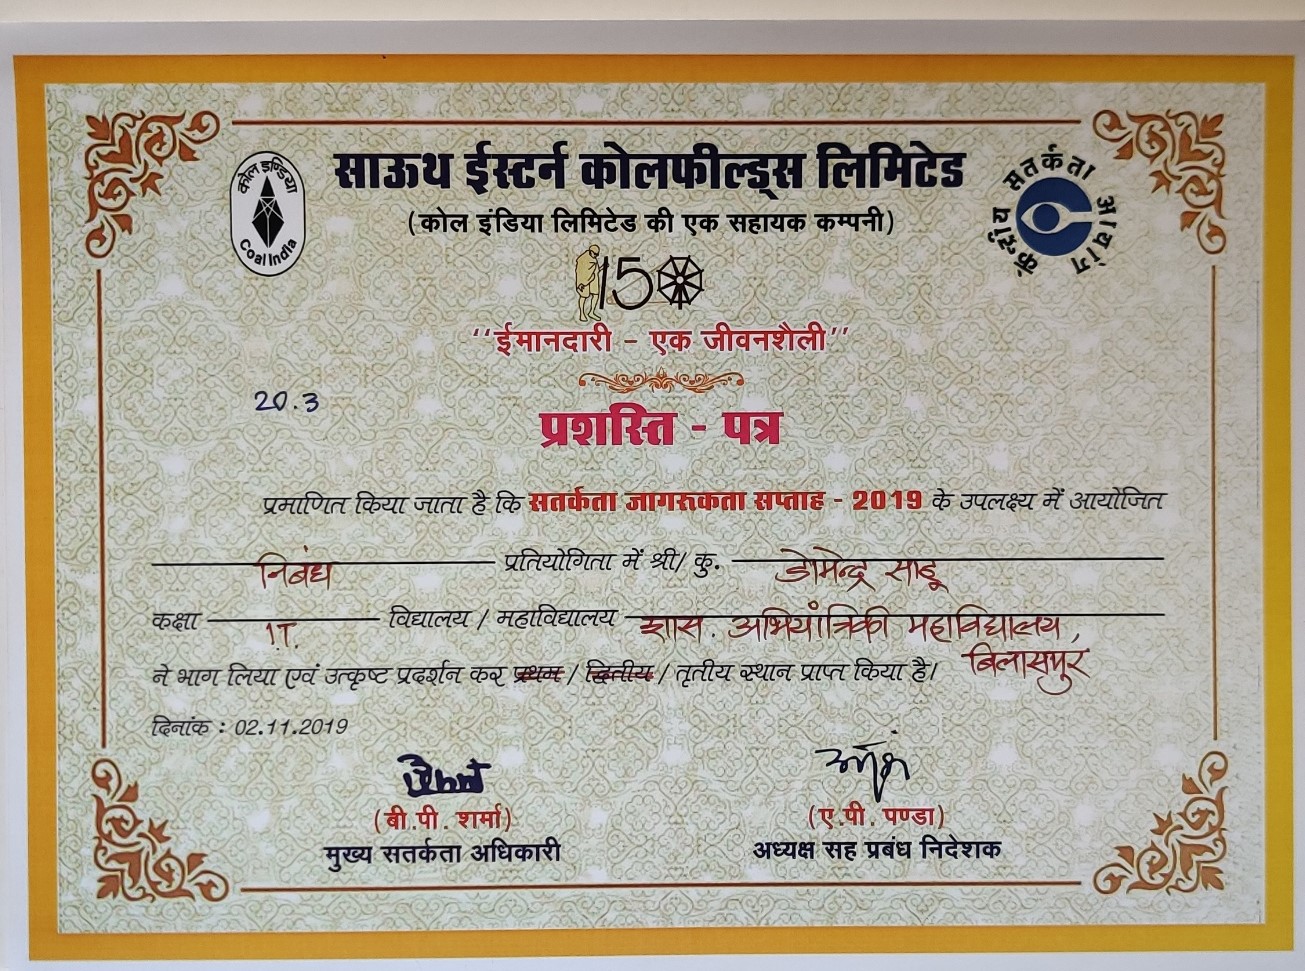 साऊथ ईस्टर्न कोलफील्ड्स लिमिटेड
(कोल इंडिया लिमिटेड की एक सहायक कम्पनी)
कोल इण्डिया
Coal India
केन्द्रीय सतर्कता आयोग
150
“ईमानदारी - एक जीवनशैली”
20.3
प्रशस्ति - पत्र
प्रमाणित किया जाता है कि सतर्कता जागरूकता सप्ताह - 2019 के उपलक्ष्य में आयोजित
निबंध प्रतियोगिता में श्री/ कु. डोमेन्द्र साहू
कक्षा IT. विद्यालय / महाविद्यालय शास. अभियांत्रिकी महाविद्यालय,
बिलासपुर
ने भाग लिया एवं उत्कृष्ट प्रदर्शन कर प्रथम / द्वितीय / तृतीय स्थान प्राप्त किया है।
दिनांक : 02.11.2019
(बी.पी. शर्मा) (ए.पी. पण्डा)
मुख्य सतर्कता अधिकारी अध्यक्ष सह प्रबंध निदेशक